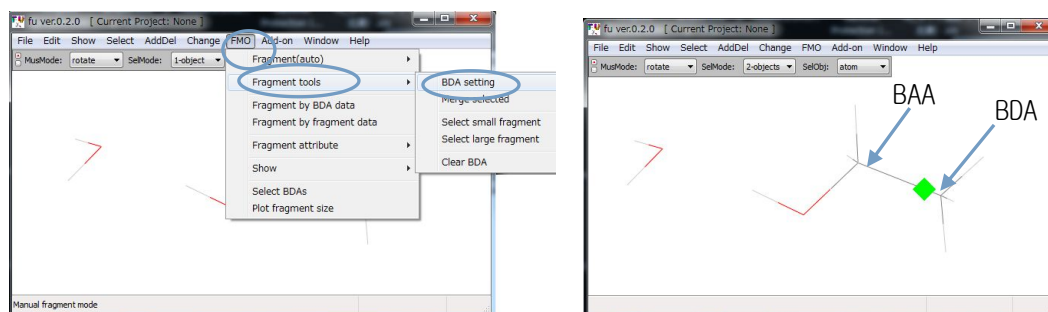 fu ver.0.2.0 [ Current Project: None ]
File Edit Show Select AddDel Change FMO Add-on Window Help
MusMode: rotate SelMode: 1-object
Fragment(auto)
Fragment tools
Fragment by BDA data
Fragment by fragment data
Fragment attribute
Show
Select BDAs
Plot fragment size
BDA setting
Merge selected
Select small fragment
Select large fragment
Clear BDA
Manual fragment mode
fu ver.0.2.0 [ Current Project: None ]
File Edit Show Select AddDel Change FMO Add-on Window Help
MusMode: rotate SelMode: 2-objects SelObj: atom
BAA
BDA